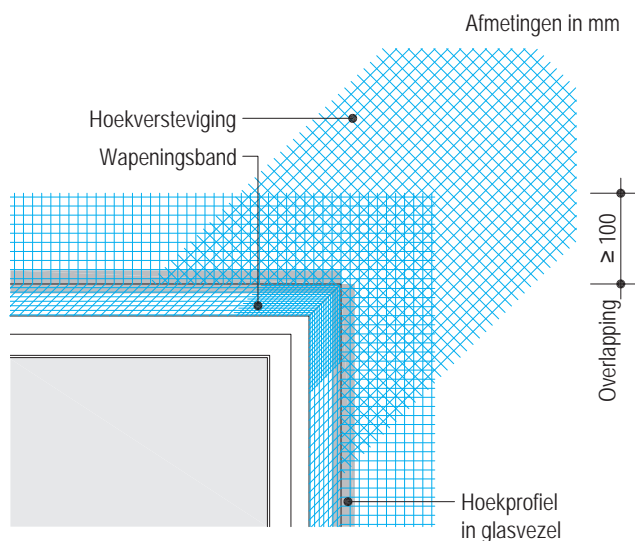 Afmetingen in mm
Hoekversteviging
Wapeningsband
≥ 100
Overlapping
Hoekprofiel
in glasvezel